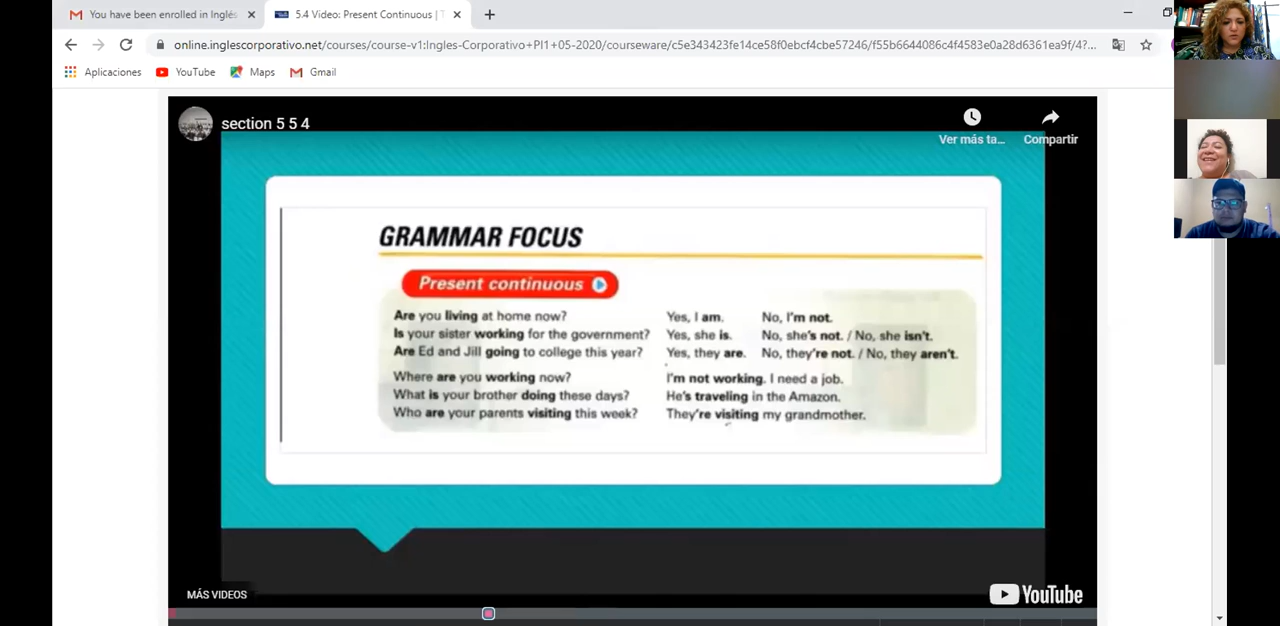 You have been enrolled in Inglés
5.4 Video: Present Continuous | T
online.inglescorporativo.net/courses/course-v1:Ingles-Corporativo+PI1+05-2020/courseware/c5e343423fe14ce58f0ebcf4cbe57246/f55b6644086c4f4583e0a28d6361ea9f/4?...
Aplicaciones YouTube Maps Gmail
section 5 5 4
Ver más ta... Compartir
GRAMMAR FOCUS
Present continuous
Are you living at home now? Yes, I am. No, I'm not.
Is your sister working for the government? Yes, she is. No, she's not. / No, she isn't.
Are Ed and Jill going to college this year? Yes, they are. No, they're not. / No, they aren't.
Where are you working now? I'm not working. I need a job.
What is your brother doing these days? He's traveling in the Amazon.
Who are your parents visiting this week? They're visiting my grandmother.
MÁS VIDEOS
YouTube